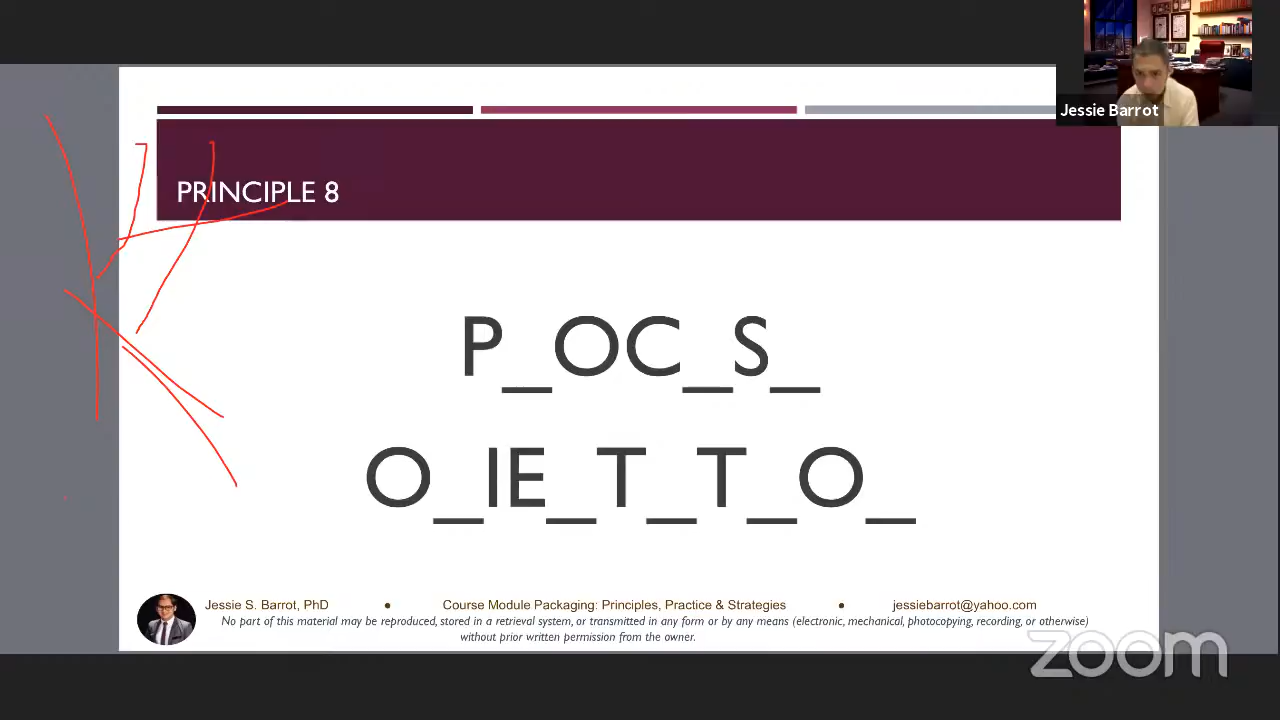 Jessie Barrot
PRINCIPLE 8
P_OC_S_
O_IE_T_T_O_
Jessie S. Barrot, PhD • Course Module Packaging: Principles, Practice & Strategies • jessiebarrot@yahoo.com
No part of this material may be reproduced, stored in a retrieval system, or transmitted in any form or by any means (electronic, mechanical, photocopying, recording, or otherwise)
without prior written permission from the owner.
zoom